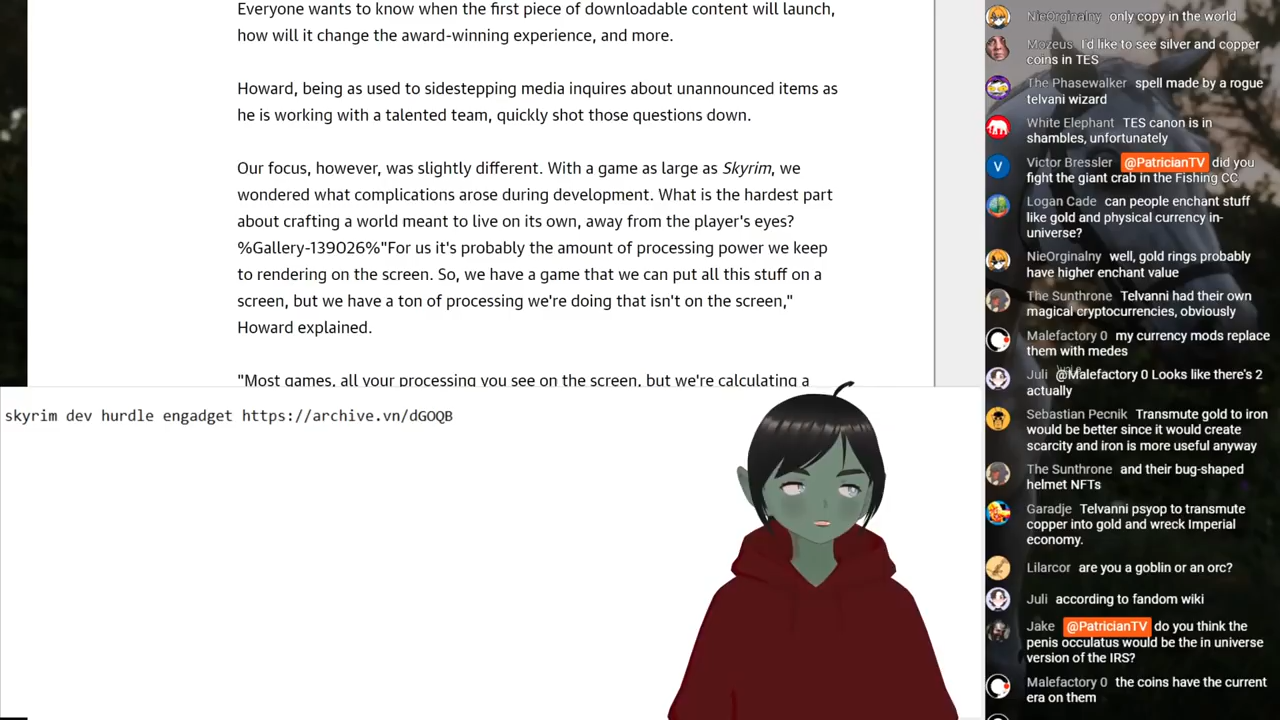 Everyone wants to know when the first piece of downloadable content will launch,
how will it change the award-winning experience, and more.
Howard, being as used to sidestepping media inquires about unannounced items as
he is working with a talented team, quickly shot those questions down.
Our focus, however, was slightly different. With a game as large as Skyrim, we
wondered what complications arose during development. What is the hardest part
about crafting a world meant to live on its own, away from the player's eyes?
%Gallery-139026%"For us it's probably the amount of processing power we keep
to rendering on the screen. So, we have a game that we can put all this stuff on a
screen, but we have a ton of processing we're doing that isn't on the screen,"
Howard explained.
"Most games, all your processing you see on the screen, but we're calculating a
skyrim dev hurdle engadget https://archive.vn/dGOQB
NieOrginalny only copy in the world
Mozeus I'd like to see silver and copper
coins in TES
The Phasewalker spell made by a rogue
telvani wizard
White Elephant TES canon is in
shambles, unfortunately
Victor Bressler @PatricianTV did you
fight the giant crab in the Fishing CC
Logan Cade can people enchant stuff
like gold and physical currency in-
universe?
NieOrginalny well, gold rings probably
have higher enchant value
The Sunthrone Telvanni had their own
magical cryptocurrencies, obviously
Malefactory 0 my currency mods replace
them with medes
Juli @Malefactory 0 Looks like there's 2
actually
Sebastian Pecnik Transmute gold to iron
would be better since it would create
scarcity and iron is more useful anyway
The Sunthrone and their bug-shaped
helmet NFTs
Garadje Telvanni psyop to transmute
copper into gold and wreck Imperial
economy.
Lilarcor are you a goblin or an orc?
Juli according to fandom wiki
Jake @PatricianTV do you think the
penis occulatus would be the in universe
version of the IRS?
Malefactory 0 the coins have the current
era on them